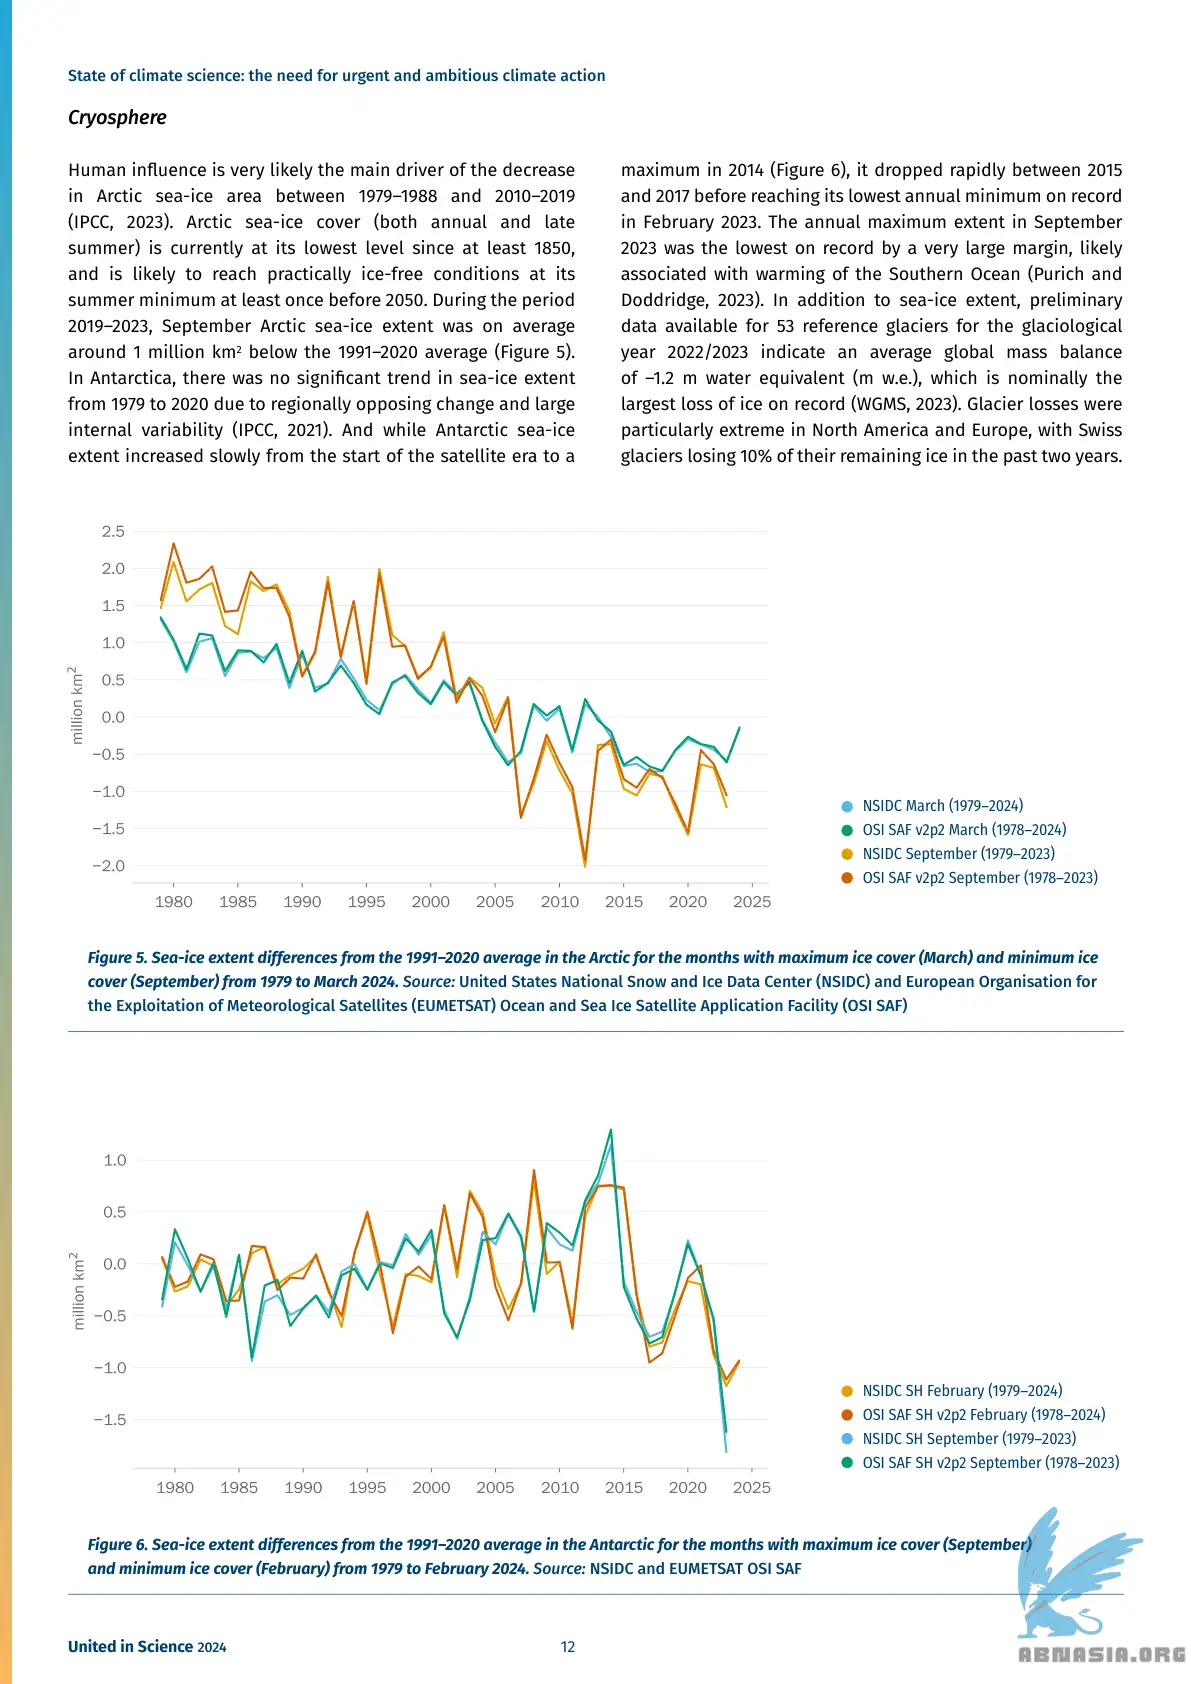 State of climate science: the need for urgent and ambitious climate action
Cryosphere
Human influence is very likely the main driver of the decrease
in Arctic sea-ice area between 1979–1988 and 2010–2019
(IPCC, 2023). Arctic sea-ice cover (both annual and late
summer) is currently at its lowest level since at least 1850,
and is likely to reach practically ice-free conditions at its
summer minimum at least once before 2050. During the period
2019–2023, September Arctic sea-ice extent was on average
around 1 million km² below the 1991–2020 average (Figure 5).
In Antarctica, there was no significant trend in sea-ice extent
from 1979 to 2020 due to regionally opposing change and large
internal variability (IPCC, 2021). And while Antarctic sea-ice
extent increased slowly from the start of the satellite era to a
maximum in 2014 (Figure 6), it dropped rapidly between 2015
and 2017 before reaching its lowest annual minimum on record
in February 2023. The annual maximum extent in September
2023 was the lowest on record by a very large margin, likely
associated with warming of the Southern Ocean (Purich and
Doddridge, 2023). In addition to sea-ice extent, preliminary
data available for 53 reference glaciers for the glaciological
year 2022/2023 indicate an average global mass balance
of –1.2 m water equivalent (m w.e.), which is nominally the
largest loss of ice on record (WGMS, 2023). Glacier losses were
particularly extreme in North America and Europe, with Swiss
glaciers losing 10% of their remaining ice in the past two years.
2.5
2.0
1.5
1.0
0.5
0.0
−0.5
−1.0
−1.5
−2.0
million km²
1980 1985 1990 1995 2000 2005 2010 2015 2020 2025
NSIDC March (1979–2024)
OSI SAF v2p2 March (1978–2024)
NSIDC September (1979–2023)
OSI SAF v2p2 September (1978–2023)
Figure 5. Sea-ice extent differences from the 1991–2020 average in the Arctic for the months with maximum ice cover (March) and minimum ice
cover (September) from 1979 to March 2024. Source: United States National Snow and Ice Data Center (NSIDC) and European Organisation for
the Exploitation of Meteorological Satellites (EUMETSAT) Ocean and Sea Ice Satellite Application Facility (OSI SAF)
1.0
0.5
0.0
−0.5
−1.0
−1.5
million km²
1980 1985 1990 1995 2000 2005 2010 2015 2020 2025
NSIDC SH February (1979–2024)
OSI SAF SH v2p2 February (1978–2024)
NSIDC SH September (1979–2023)
OSI SAF SH v2p2 September (1978–2023)
Figure 6. Sea-ice extent differences from the 1991–2020 average in the Antarctic for the months with maximum ice cover (September)
and minimum ice cover (February) from 1979 to February 2024. Source: NSIDC and EUMETSAT OSI SAF
United in Science 2024
12
ABNASIA.ORG